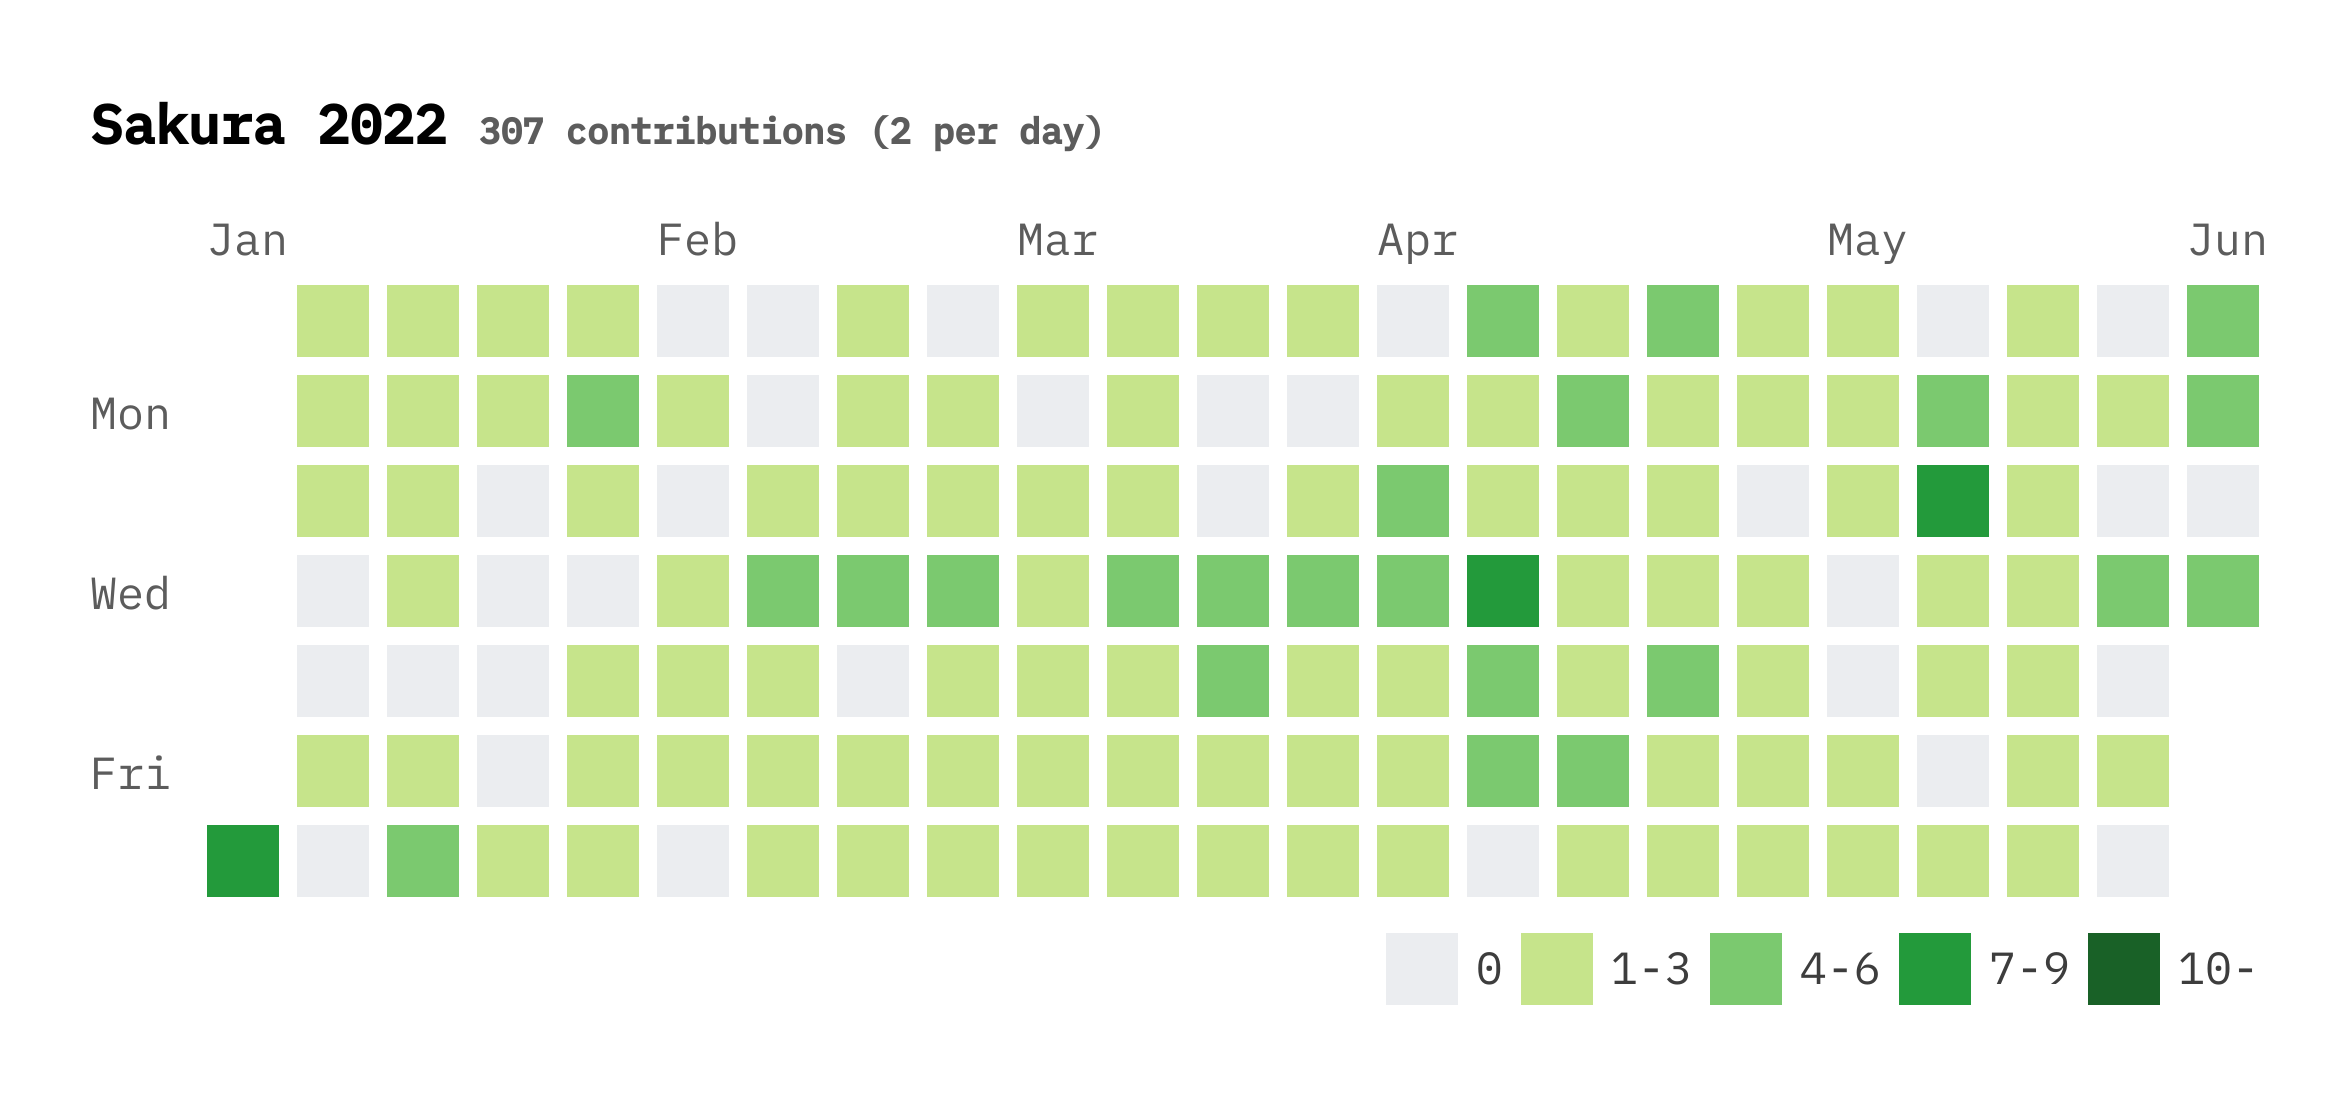 Sakura 2022 307 contributions (2 per day)
Jan Feb Mar Apr May Jun
Mon
Wed
Fri
0 1-3 4-6 7-9 10-